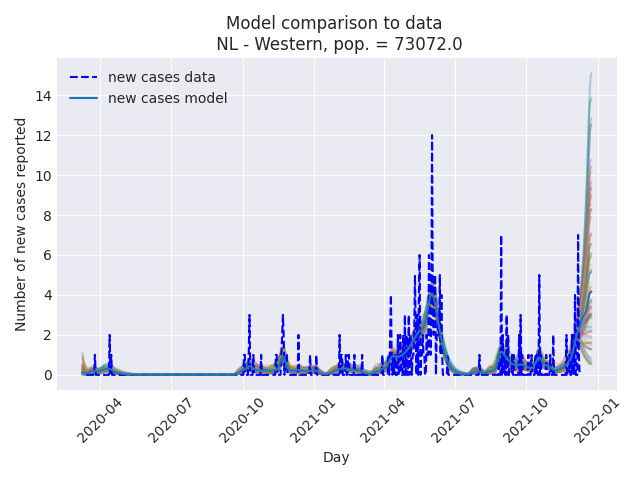 Model comparison to data
NL - Western, pop. = 73072.0
new cases data
new cases model
Number of new cases reported
14
12
10
8
6
4
2
0
2020-04
2020-07
2020-10
2021-01
2021-04
2021-07
2021-10
2022-01
Day